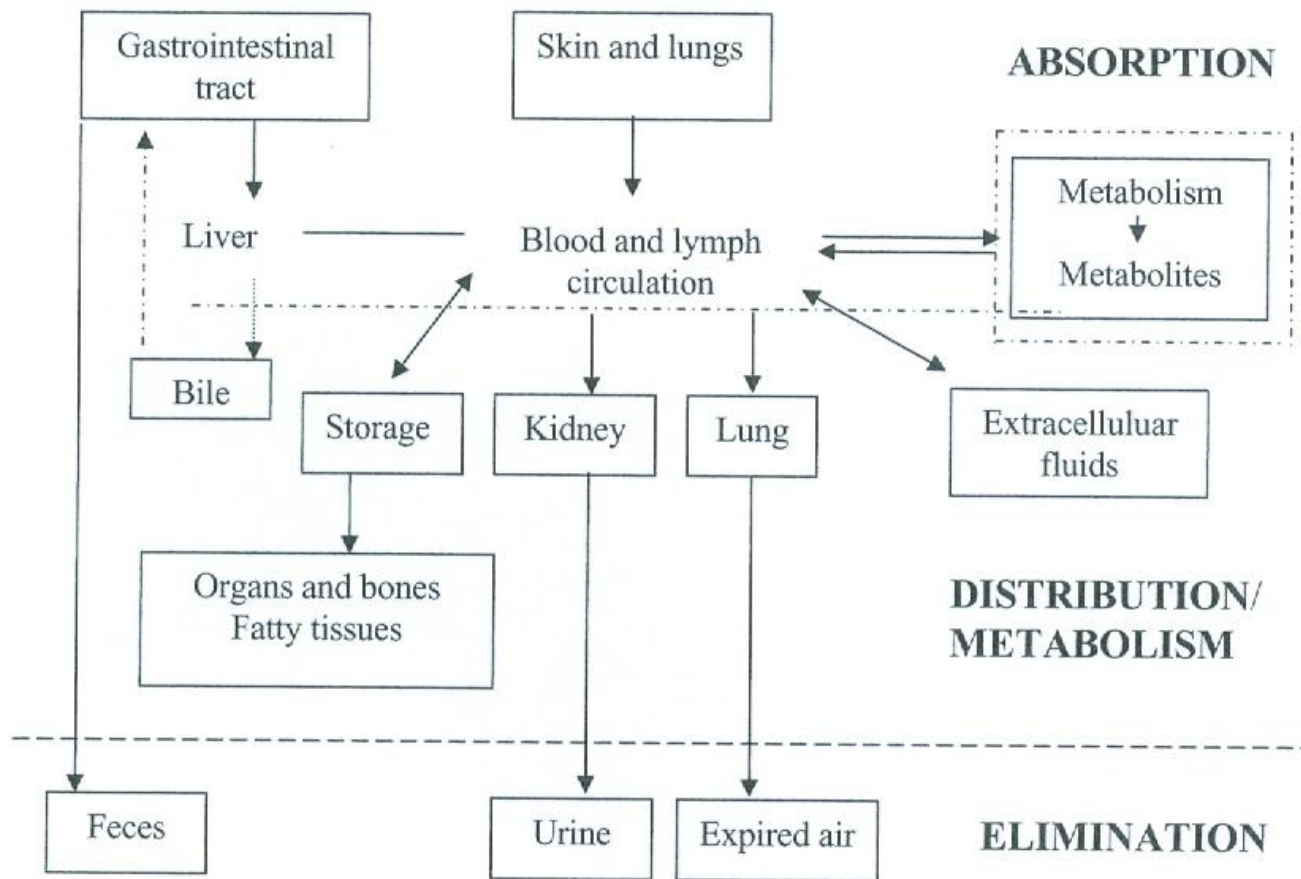 Gastrointestinal
tract
Skin and lungs
ABSORPTION
Metabolism
Metabolites
Liver
Blood and lymph
circulation
Bile
Storage
Kidney
Lung
Extracelluluar
fluids
Organs and bones
Fatty tissues
DISTRIBUTION/
METABOLISM
Feces
Urine
Expired air
ELIMINATION